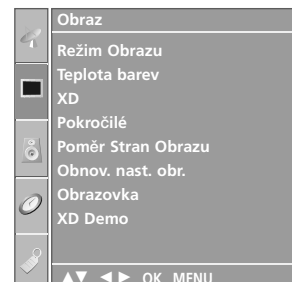 Obraz
Režim Obrazu
Teplota barev
XD
Pokročilé
Poměr Stran Obrazu
Obnov. nast. obr.
Obrazovka
XD Demo
▲▼ ◄► OK MENU